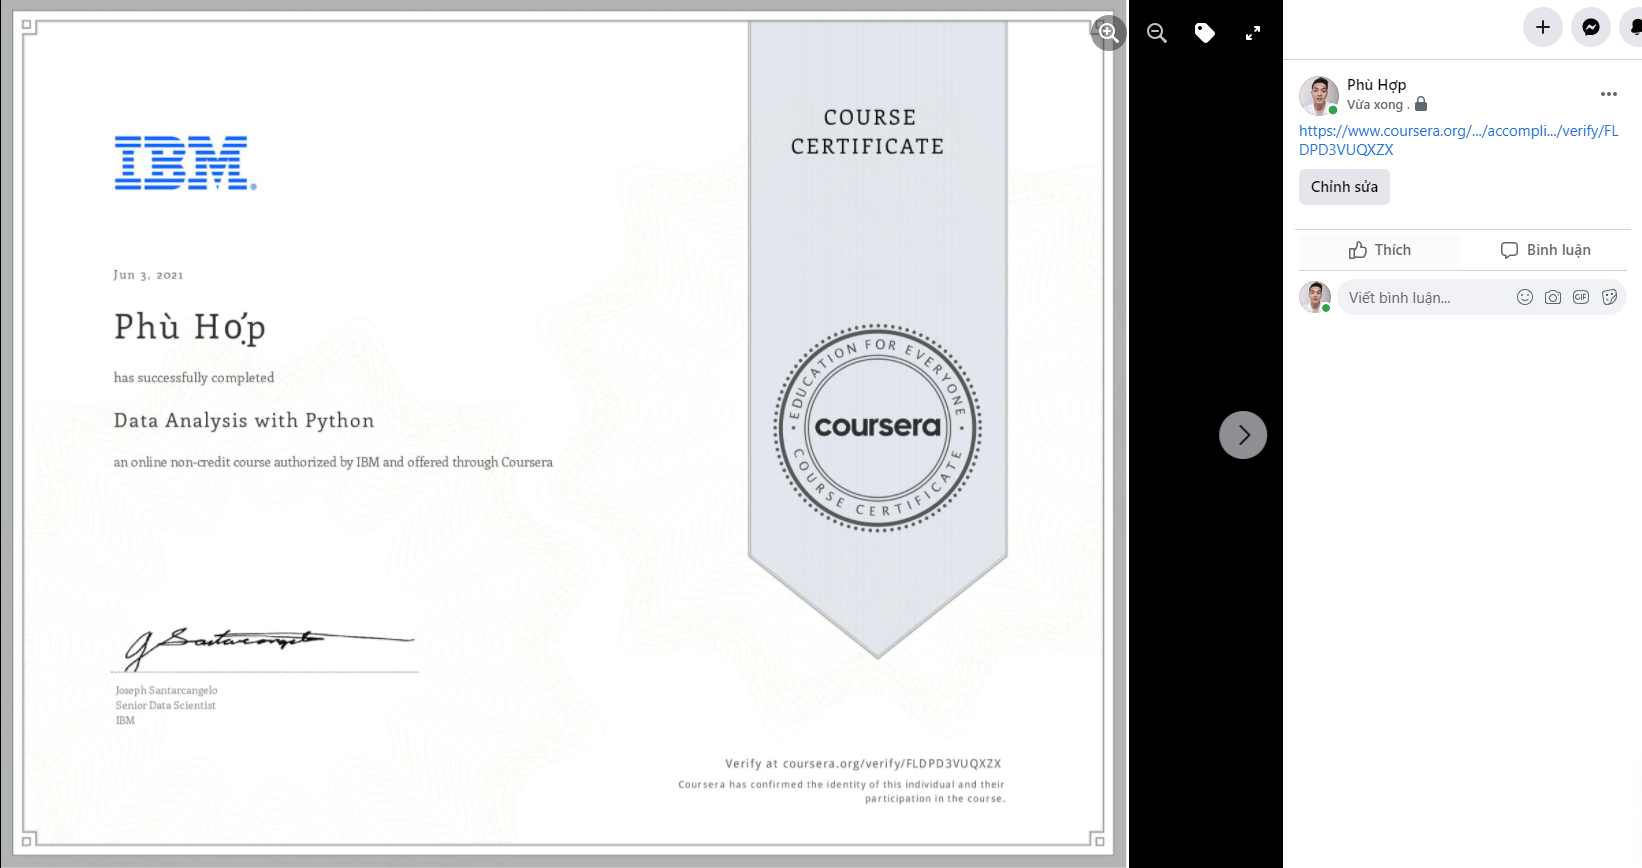 IBM®
COURSE
CERTIFICATE
Jun 3, 2021
Phù Hợp
has successfully completed
Data Analysis with Python
an online non-credit course authorized by IBM and offered through Coursera
EDUCATION FOR EVERYONE
coursera
COURSE CERTIFICATE
Joseph Santarcangelo
Senior Data Scientist
IBM
Verify at coursera.org/verify/FLDPD3VUQXZX
Coursera has confirmed the identity of this individual and their
participation in the course.
Phù Hợp
Vừa xong .
https://www.coursera.org/.../accompli.../verify/FL
DPD3VUQXZX
Chỉnh sửa
Thích
Bình luận
Viết bình luận...
GIF